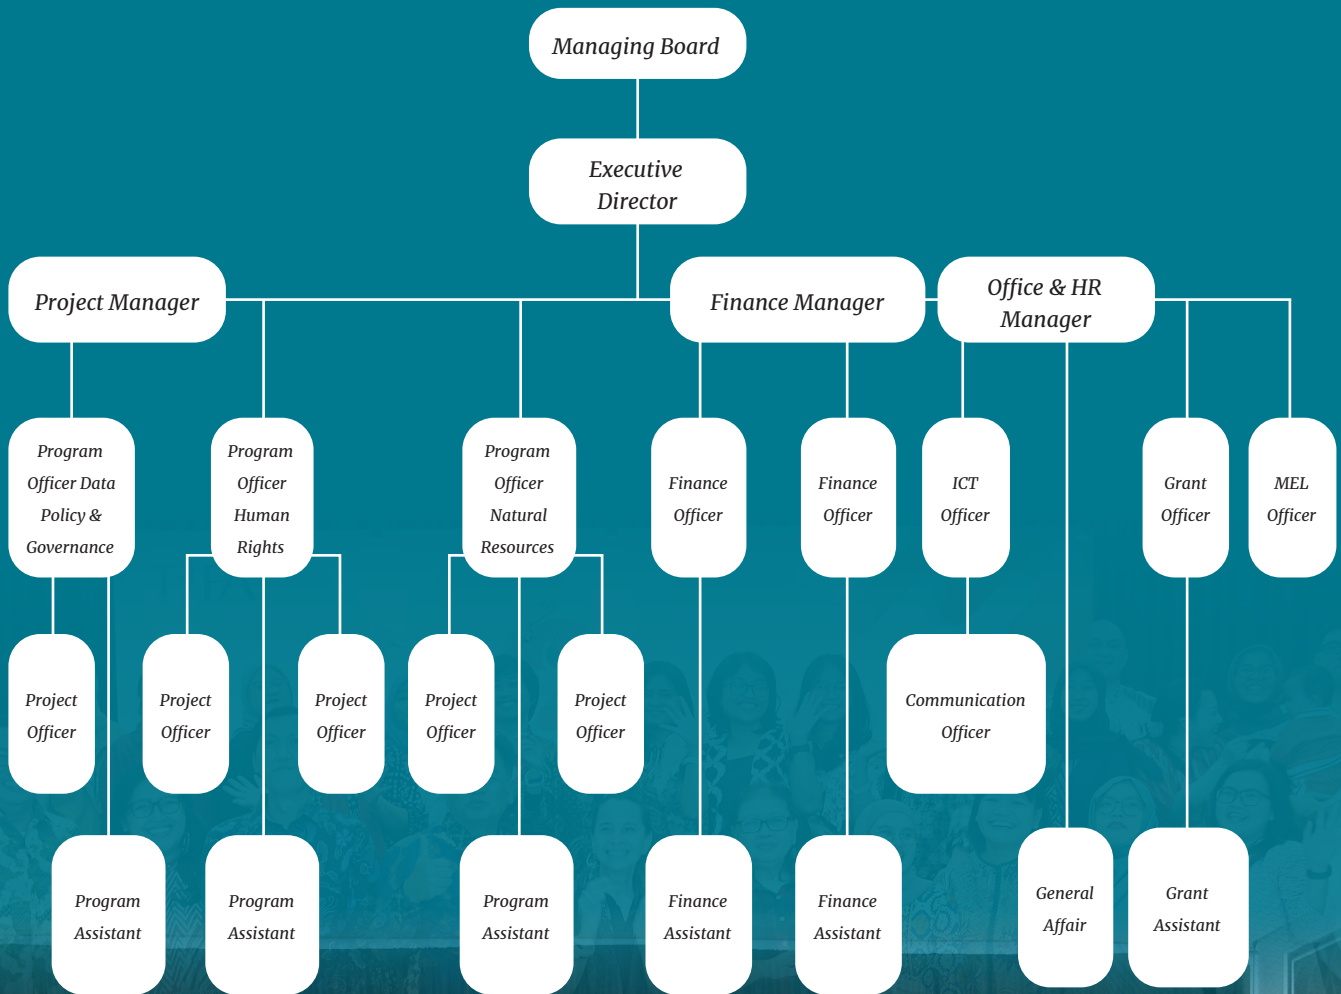 Managing Board
Executive
Director
Project Manager
Finance Manager
Office & HR
Manager
Program
Officer Data
Policy &
Governance
Program
Officer
Human
Rights
Program
Officer
Natural
Resources
Finance
Officer
Finance
Officer
ICT
Officer
Grant
Officer
MEL
Officer
Project
Officer
Project
Officer
Project
Officer
Project
Officer
Project
Officer
Communication
Officer
Program
Assistant
Program
Assistant
Program
Assistant
Finance
Assistant
Finance
Assistant
General
Affair
Grant
Assistant